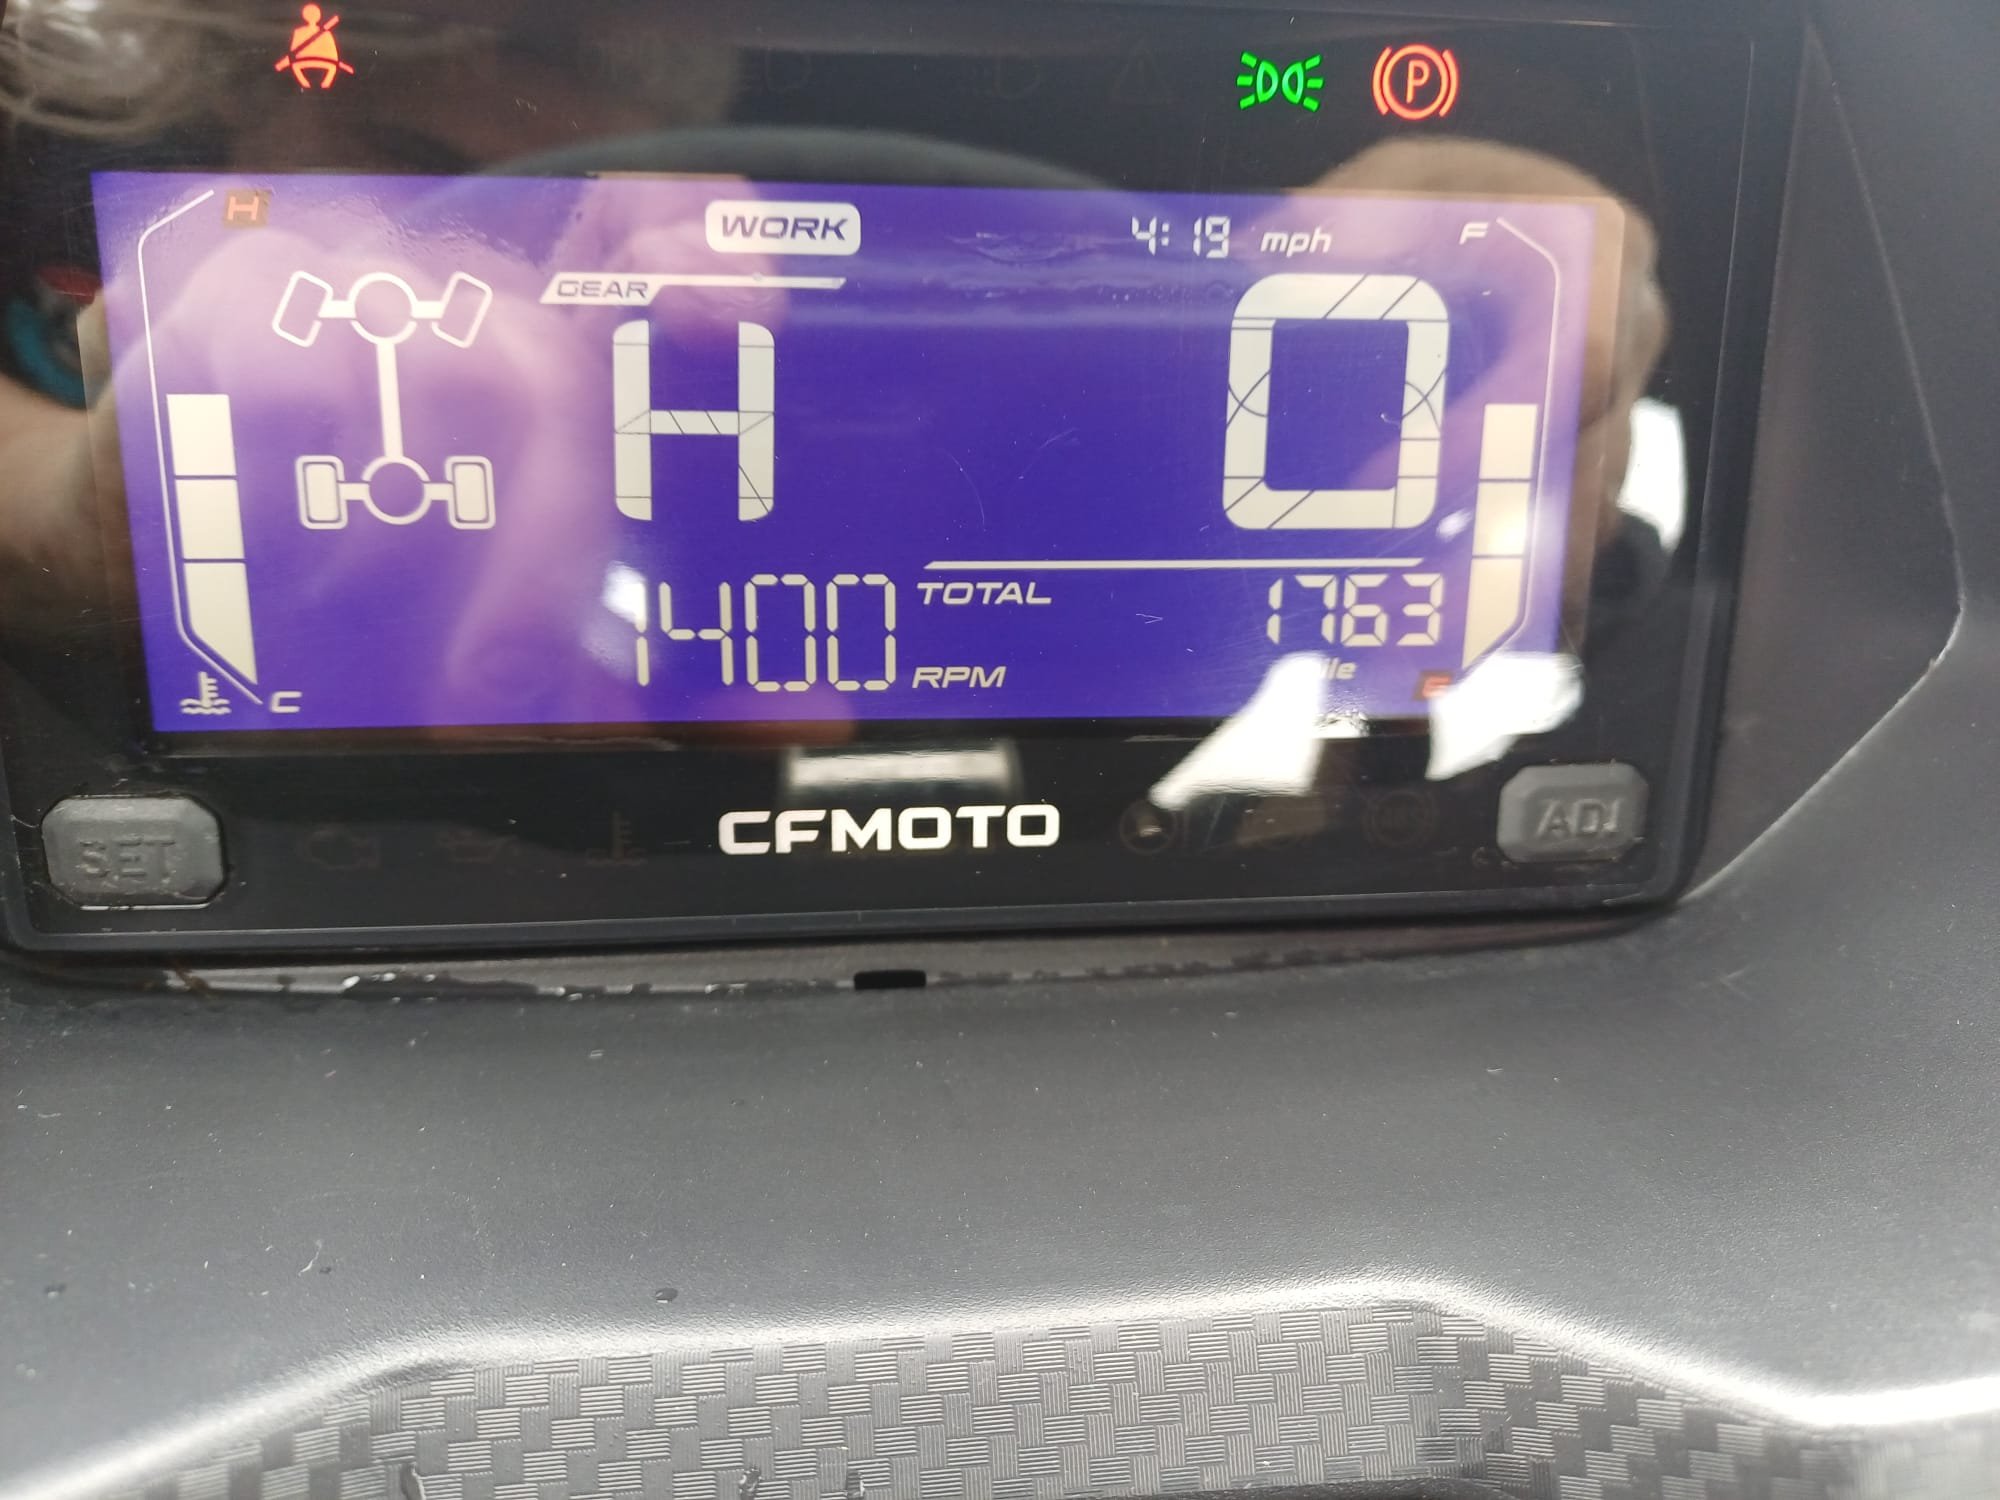 P
H
WORK
4:19 mph
F
GEAR
H
0
1400 RPM
TOTAL 1763
C
E
SET
CFMOTO
ADJ